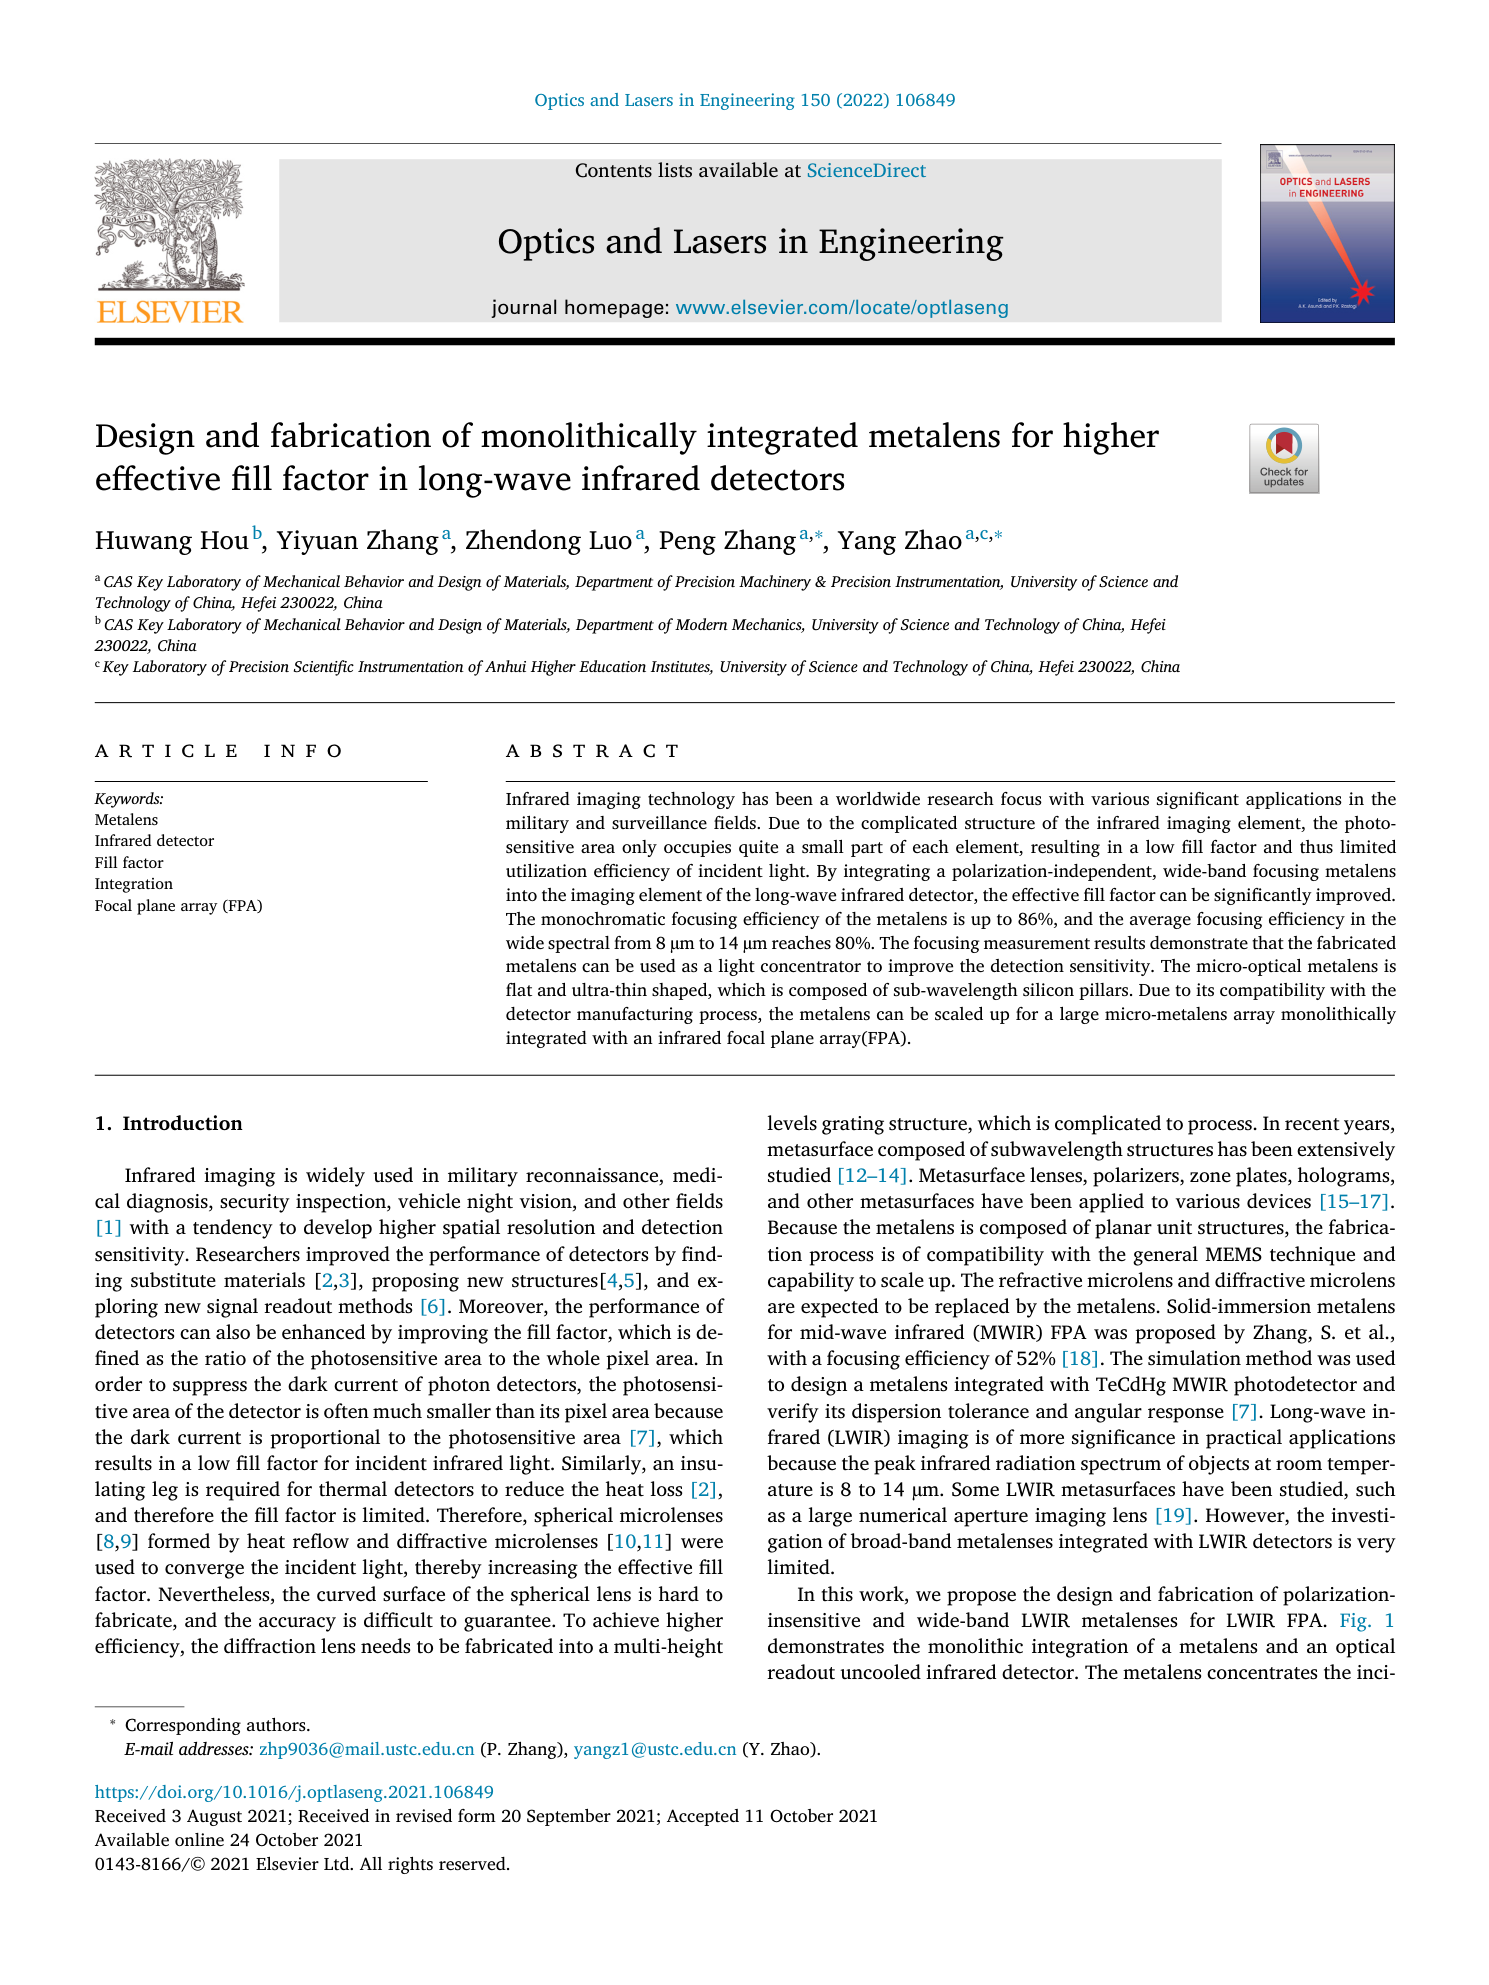 Optics and Lasers in Engineering 150 (2022) 106849
Contents lists available at ScienceDirect
Optics and Lasers in Engineering
journal homepage: www.elsevier.com/locate/optlaseng
NON SOLUS
ELSEVIER
OPTICS and LASERS
in ENGINEERING
Edited by
A.K. Asundi and P.K. Rastogi
Design and fabrication of monolithically integrated metalens for higher
effective fill factor in long-wave infrared detectors
Check for
updates
Huwang Hou b, Yiyuan Zhang a, Zhendong Luo a, Peng Zhang a,*, Yang Zhao a,c,*
a CAS Key Laboratory of Mechanical Behavior and Design of Materials, Department of Precision Machinery & Precision Instrumentation, University of Science and
Technology of China, Hefei 230022, China
b CAS Key Laboratory of Mechanical Behavior and Design of Materials, Department of Modern Mechanics, University of Science and Technology of China, Hefei
230022, China
c Key Laboratory of Precision Scientific Instrumentation of Anhui Higher Education Institutes, University of Science and Technology of China, Hefei 230022, China
ARTICLE INFO
Keywords:
Metalens
Infrared detector
Fill factor
Integration
Focal plane array (FPA)
ABSTRACT
Infrared imaging technology has been a worldwide research focus with various significant applications in the
military and surveillance fields. Due to the complicated structure of the infrared imaging element, the photo-
sensitive area only occupies quite a small part of each element, resulting in a low fill factor and thus limited
utilization efficiency of incident light. By integrating a polarization-independent, wide-band focusing metalens
into the imaging element of the long-wave infrared detector, the effective fill factor can be significantly improved.
The monochromatic focusing efficiency of the metalens is up to 86%, and the average focusing efficiency in the
wide spectral from 8 μm to 14 μm reaches 80%. The focusing measurement results demonstrate that the fabricated
metalens can be used as a light concentrator to improve the detection sensitivity. The micro-optical metalens is
flat and ultra-thin shaped, which is composed of sub-wavelength silicon pillars. Due to its compatibility with the
detector manufacturing process, the metalens can be scaled up for a large micro-metalens array monolithically
integrated with an infrared focal plane array(FPA).
1. Introduction
Infrared imaging is widely used in military reconnaissance, medi-
cal diagnosis, security inspection, vehicle night vision, and other fields
[1] with a tendency to develop higher spatial resolution and detection
sensitivity. Researchers improved the performance of detectors by find-
ing substitute materials [2,3], proposing new structures[4,5], and ex-
ploring new signal readout methods [6]. Moreover, the performance of
detectors can also be enhanced by improving the fill factor, which is de-
fined as the ratio of the photosensitive area to the whole pixel area. In
order to suppress the dark current of photon detectors, the photosensi-
tive area of the detector is often much smaller than its pixel area because
the dark current is proportional to the photosensitive area [7], which
results in a low fill factor for incident infrared light. Similarly, an insu-
lating leg is required for thermal detectors to reduce the heat loss [2],
and therefore the fill factor is limited. Therefore, spherical microlenses
[8,9] formed by heat reflow and diffractive microlenses [10,11] were
used to converge the incident light, thereby increasing the effective fill
factor. Nevertheless, the curved surface of the spherical lens is hard to
fabricate, and the accuracy is difficult to guarantee. To achieve higher
efficiency, the diffraction lens needs to be fabricated into a multi-height
levels grating structure, which is complicated to process. In recent years,
metasurface composed of subwavelength structures has been extensively
studied [12–14]. Metasurface lenses, polarizers, zone plates, holograms,
and other metasurfaces have been applied to various devices [15–17].
Because the metalens is composed of planar unit structures, the fabrica-
tion process is of compatibility with the general MEMS technique and
capability to scale up. The refractive microlens and diffractive microlens
are expected to be replaced by the metalens. Solid-immersion metalens
for mid-wave infrared (MWIR) FPA was proposed by Zhang, S. et al.,
with a focusing efficiency of 52% [18]. The simulation method was used
to design a metalens integrated with TeCdHg MWIR photodetector and
verify its dispersion tolerance and angular response [7]. Long-wave in-
frared (LWIR) imaging is of more significance in practical applications
because the peak infrared radiation spectrum of objects at room temper-
ature is 8 to 14 μm. Some LWIR metasurfaces have been studied, such
as a large numerical aperture imaging lens [19]. However, the investi-
gation of broad-band metalenses integrated with LWIR detectors is very
limited.
In this work, we propose the design and fabrication of polarization-
insensitive and wide-band LWIR metalenses for LWIR FPA. Fig. 1
demonstrates the monolithic integration of a metalens and an optical
readout uncooled infrared detector. The metalens concentrates the inci-
* Corresponding authors.
E-mail addresses: zhp9036@mail.ustc.edu.cn (P. Zhang), yangz1@ustc.edu.cn (Y. Zhao).
https://doi.org/10.1016/j.optlaseng.2021.106849
Received 3 August 2021; Received in revised form 20 September 2021; Accepted 11 October 2021
Available online 24 October 2021
0143-8166/© 2021 Elsevier Ltd. All rights reserved.